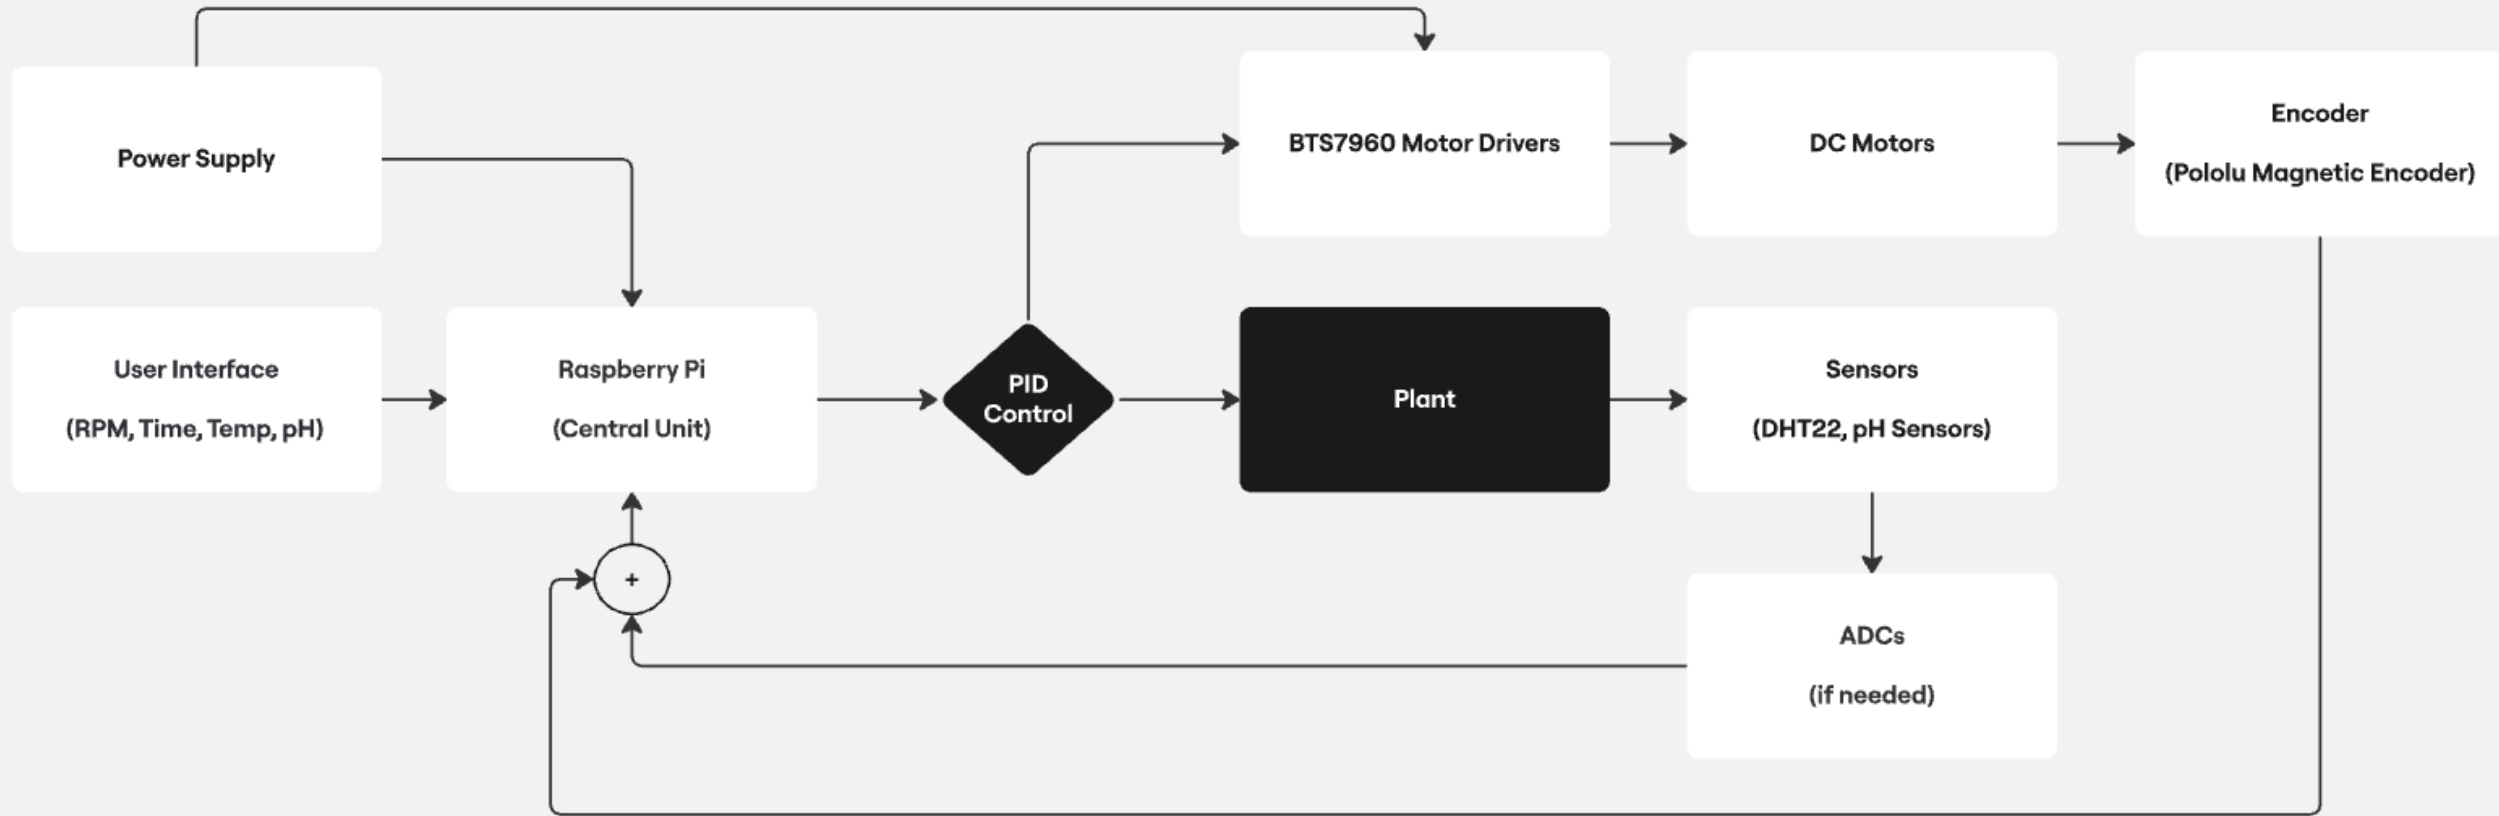 Power Supply
BTS7960 Motor Drivers
DC Motors
Encoder
(Pololu Magnetic Encoder)
User Interface
(RPM, Time, Temp, pH)
Raspberry Pi
(Central Unit)
PID
Control
Plant
Sensors
(DHT22, pH Sensors)
+
ADCs
(if needed)